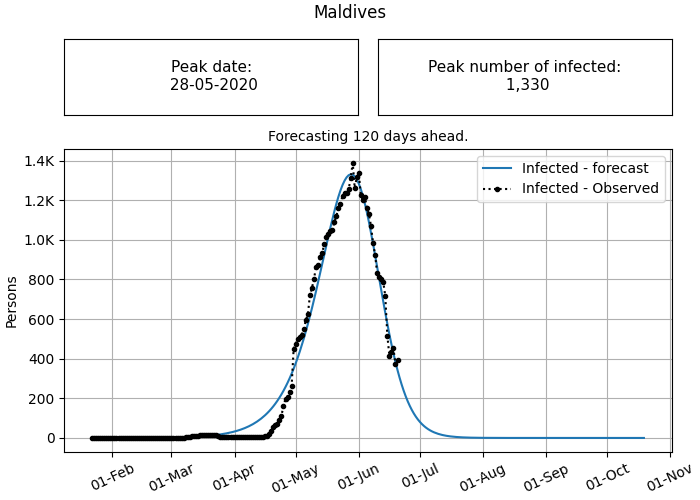 Maldives
Peak date:
28-05-2020
Peak number of infected:
1,330
Forecasting 120 days ahead.
Infected - forecast
Infected - Observed
Persons
1.4K
1.2K
1.0K
800
600
400
200
0
01-Feb
01-Mar
01-Apr
01-May
01-Jun
01-Jul
01-Aug
01-Sep
01-Oct
01-Nov